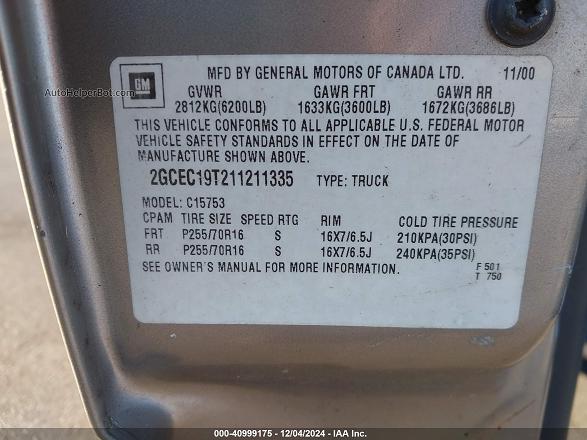 AutoHelperBot.com
GM
MFD BY GENERAL MOTORS OF CANADA LTD. 11/00
GVWR GAWR FRT GAWR RR
2812KG(6200LB) 1633KG(3600LB) 1672KG(3686LB)
THIS VEHICLE CONFORMS TO ALL APPLICABLE U.S. FEDERAL MOTOR
VEHICLE SAFETY STANDARDS IN EFFECT ON THE DATE OF
MANUFACTURE SHOWN ABOVE.
2GCEC19T211211335 TYPE: TRUCK
MODEL: C15753
CPAM TIRE SIZE SPEED RTG RIM COLD TIRE PRESSURE
FRT P255/70R16 S 16X7/6.5J 210KPA(30PSI)
RR P255/70R16 S 16X7/6.5J 240KPA(35PSI)
SEE OWNER'S MANUAL FOR MORE INFORMATION. F 501
T 750
000-40999175 - 12/04/2024 - IAA Inc.